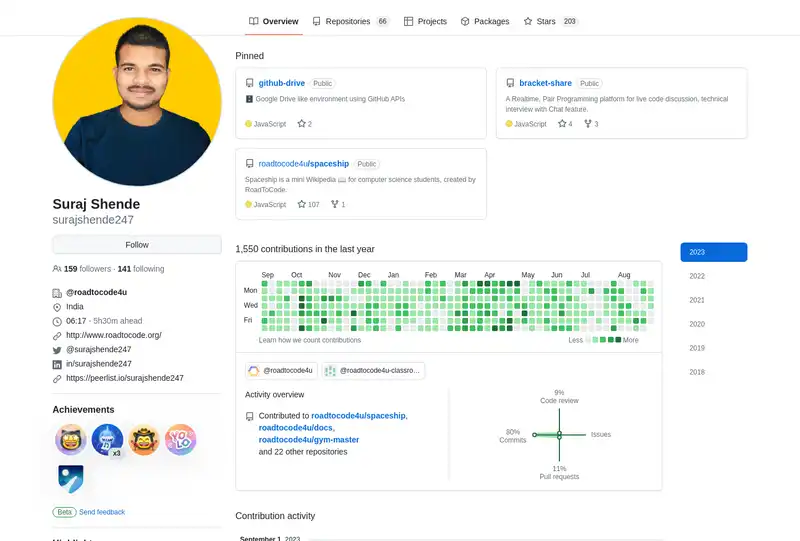 Overview
Repositories 66
Projects
Packages
Stars 203
Suraj Shende
surajshende247
Follow
159 followers · 141 following
@roadtocode4u
India
06:17 - 5h30m ahead
http://www.roadtocode.org/
@surajshende247
in/surajshende247
https://peerlist.io/surajshende247
Achievements
YOLO
x3
Beta Send feedback
Pinned
github-drive Public
Google Drive like environment using GitHub APIs
JavaScript 2
bracket-share Public
A Realtime, Pair Programming platform for live code discussion, technical
interview with Chat feature.
JavaScript 4 3
roadtocode4u/spaceship Public
Spaceship is a mini Wikipedia 📖 for computer science students, created by
RoadToCode.
JavaScript 107 1
1,550 contributions in the last year
Sep Oct Nov Dec Jan Feb Mar Apr May Jun Jul Aug
Mon
Wed
Fri
Learn how we count contributions
Less More
@roadtocode4u
@roadtocode4u-classro…
Activity overview
Contributed to roadtocode4u/spaceship,
roadtocode4u/docs,
roadtocode4u/gym-master
and 22 other repositories
9%
Code review
80%
Commits
Issues
11%
Pull requests
2023
2022
2021
2020
2019
2018
Contribution activity
September 1, 2023